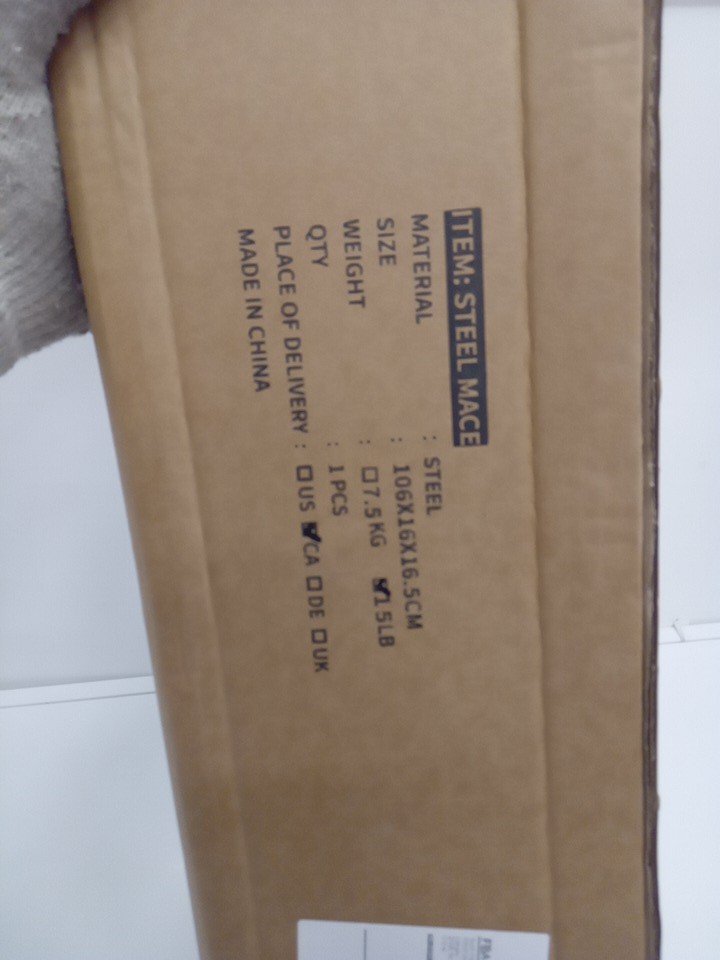 ITEM: STEEL MACE
MATERIAL : STEEL
SIZE : 106X16X16.5CM
WEIGHT : ☐7.5KG ☑15LB
QTY : 1PCS
PLACE OF DELIVERY : ☐US ☑CA ☐DE ☐UK
MADE IN CHINA
FBA